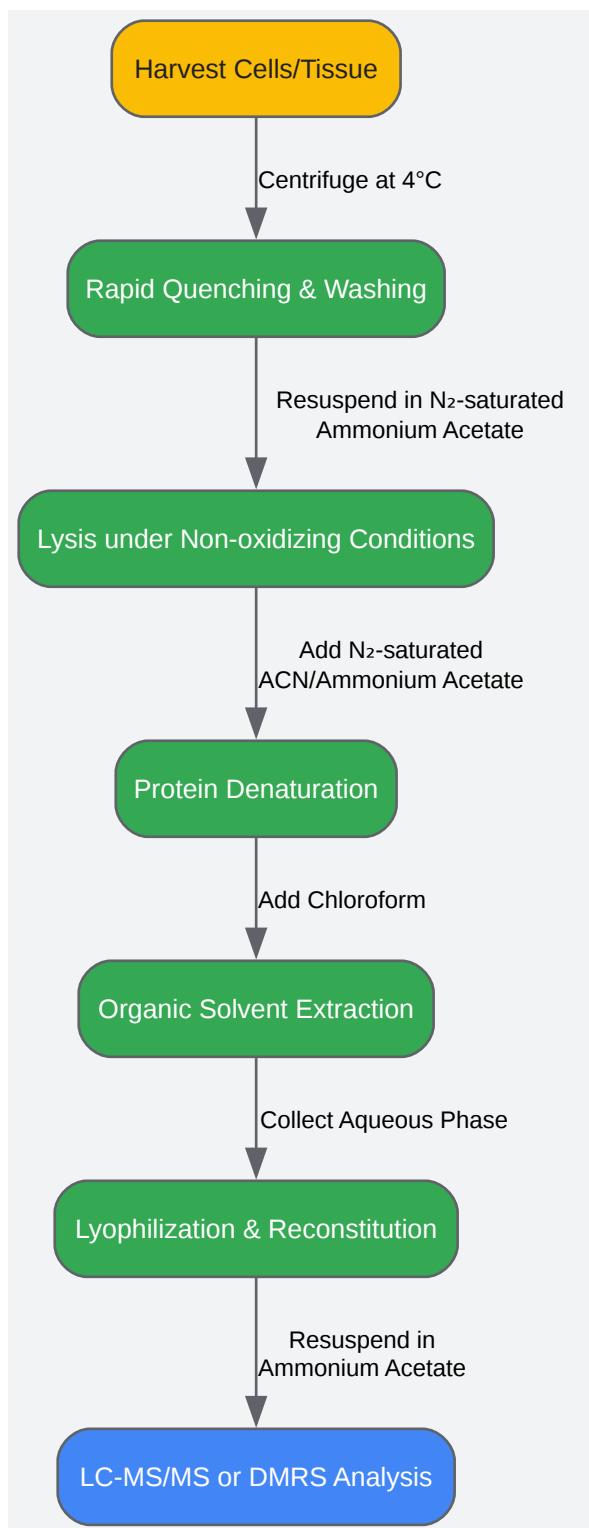 Harvest Cells/Tissue
Centrifuge at 4°C
Rapid Quenching & Washing
Resuspend in N₂-saturated
Ammonium Acetate
Lysis under Non-oxidizing Conditions
Add N₂-saturated
ACN/Ammonium Acetate
Protein Denaturation
Add Chloroform
Organic Solvent Extraction
Collect Aqueous Phase
Lyophilization & Reconstitution
Resuspend in
Ammonium Acetate
LC-MS/MS or DMRS Analysis